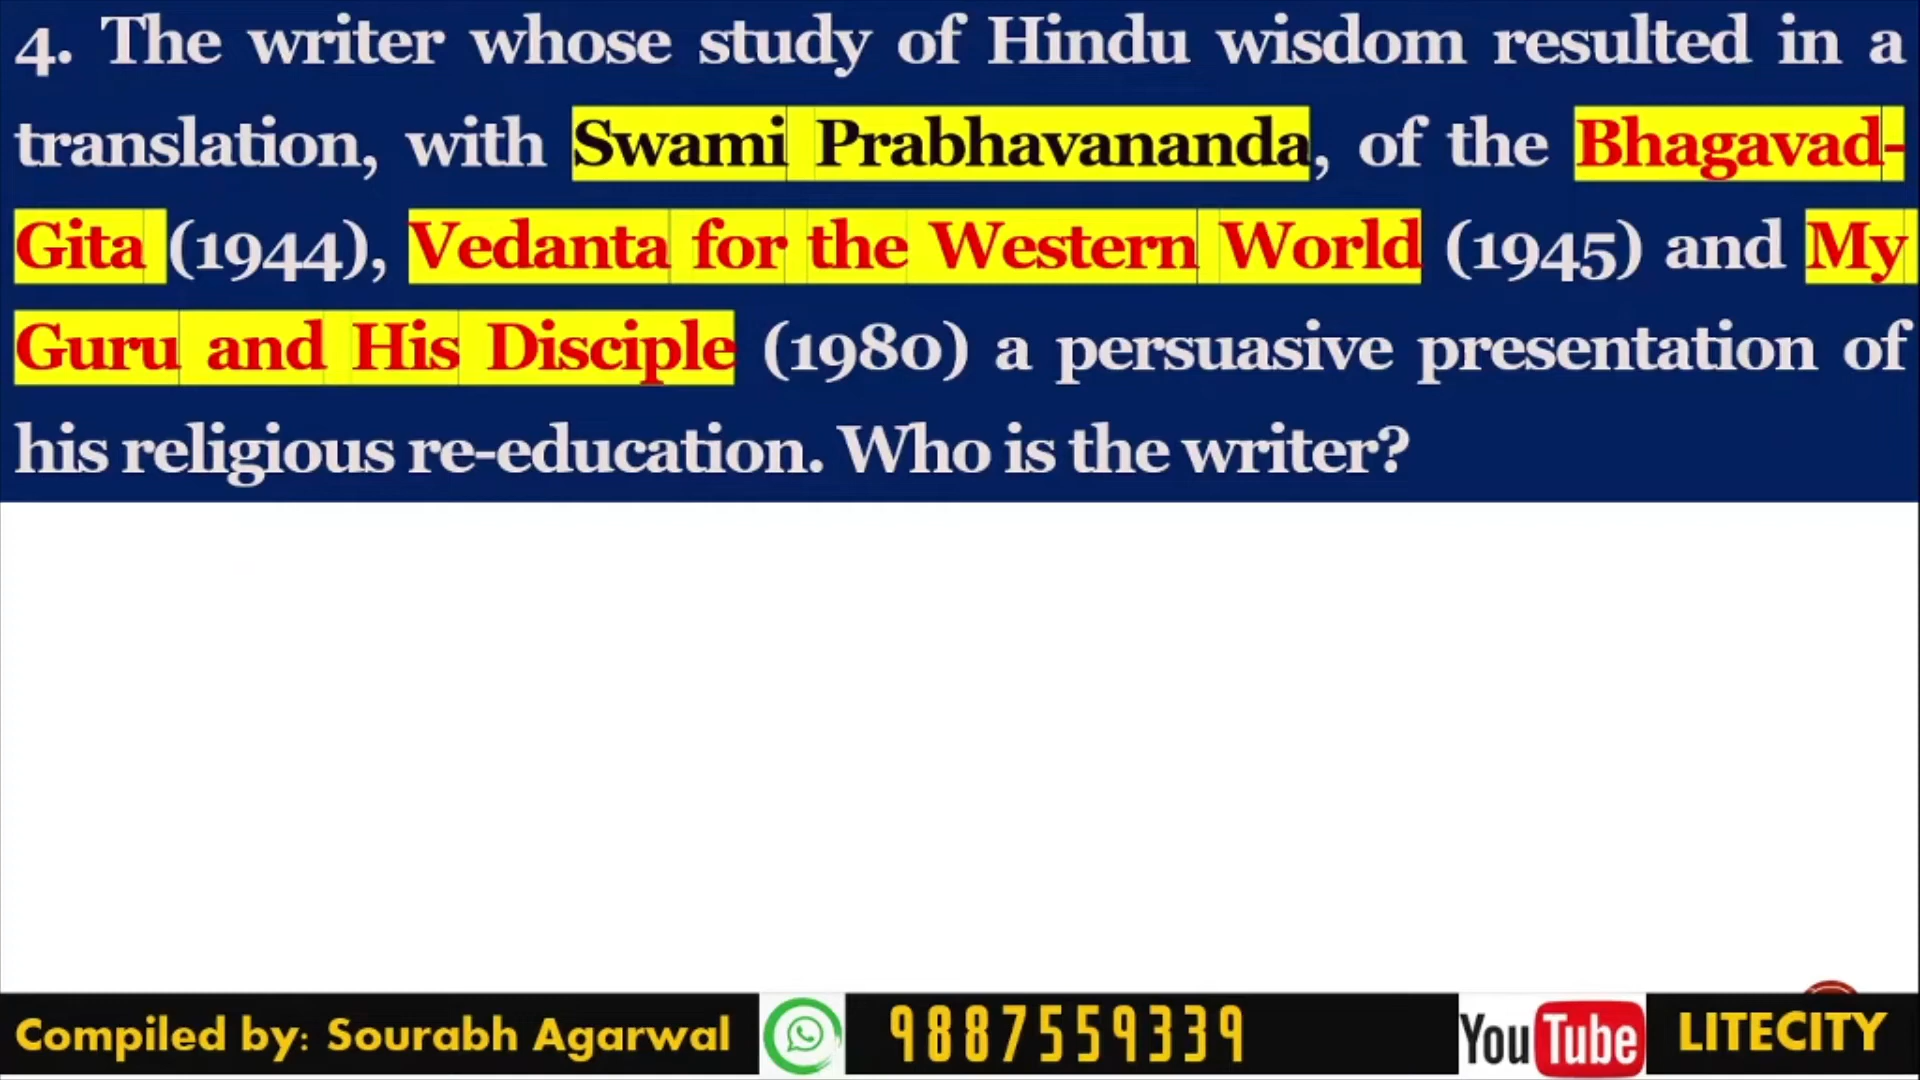 4. The writer whose study of Hindu wisdom resulted in a
translation, with Swami Prabhavananda, of the Bhagavad-
Gita (1944), Vedanta for the Western World (1945) and My
Guru and His Disciple (1980) a persuasive presentation of
his religious re-education. Who is the writer?
Compiled by: Sourabh Agarwal 9887559339 YouTube LITECITY